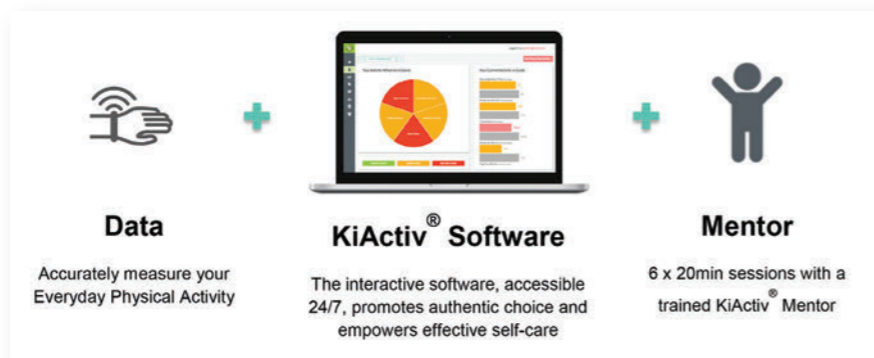 Data
Accurately measure your
Everyday Physical Activity
KiActiv® Software
The interactive software, accessible
24/7, promotes authentic choice and
empowers effective self-care
Mentor
6 x 20min sessions with a
trained KiActiv® Mentor